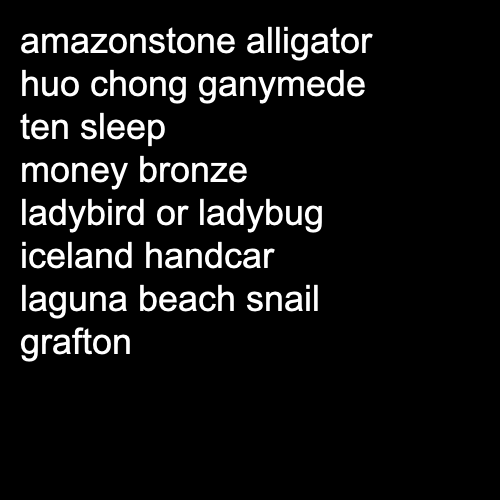 amazonstone alligator
huo chong ganymede
ten sleep
money bronze
ladybird or ladybug
iceland handcar
laguna beach snail
grafton